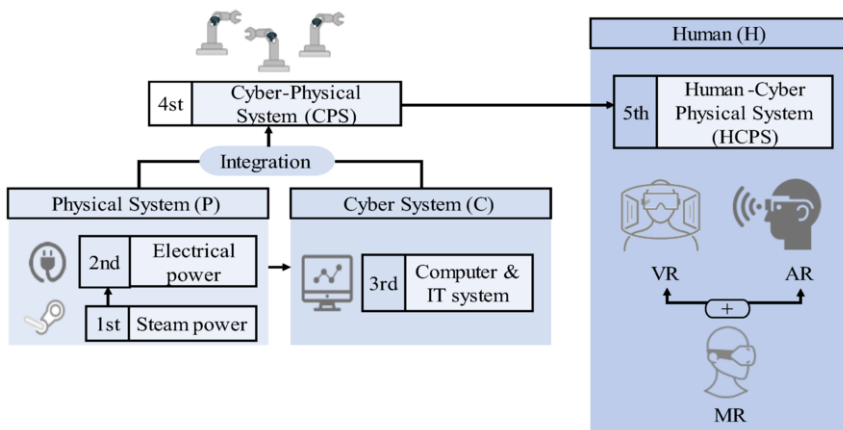 Human (H)
4st
Cyber-Physical
System (CPS)
5th
Human -Cyber
Physical System
(HCPS)
Integration
Physical System (P)
Cyber System (C)
2nd
Electrical
power
1st
Steam power
3rd
Computer &
IT system
VR
AR
+
MR